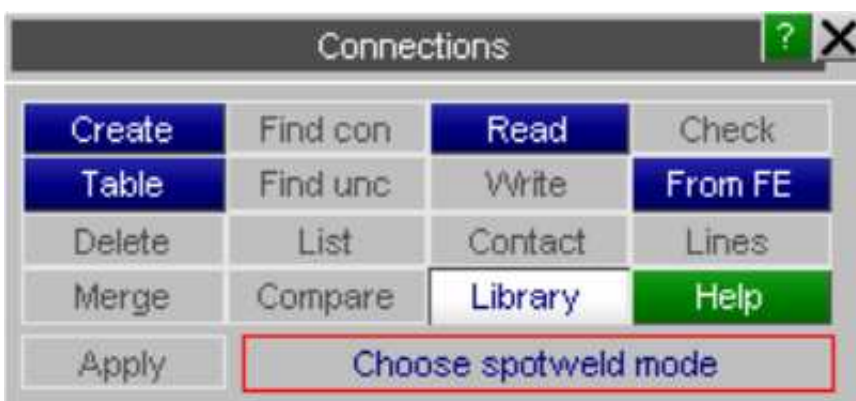 Connections ?
Create Find con Read Check
Table Find unc Write From FE
Delete List Contact Lines
Merge Compare Library Help
Apply Choose spotweld mode